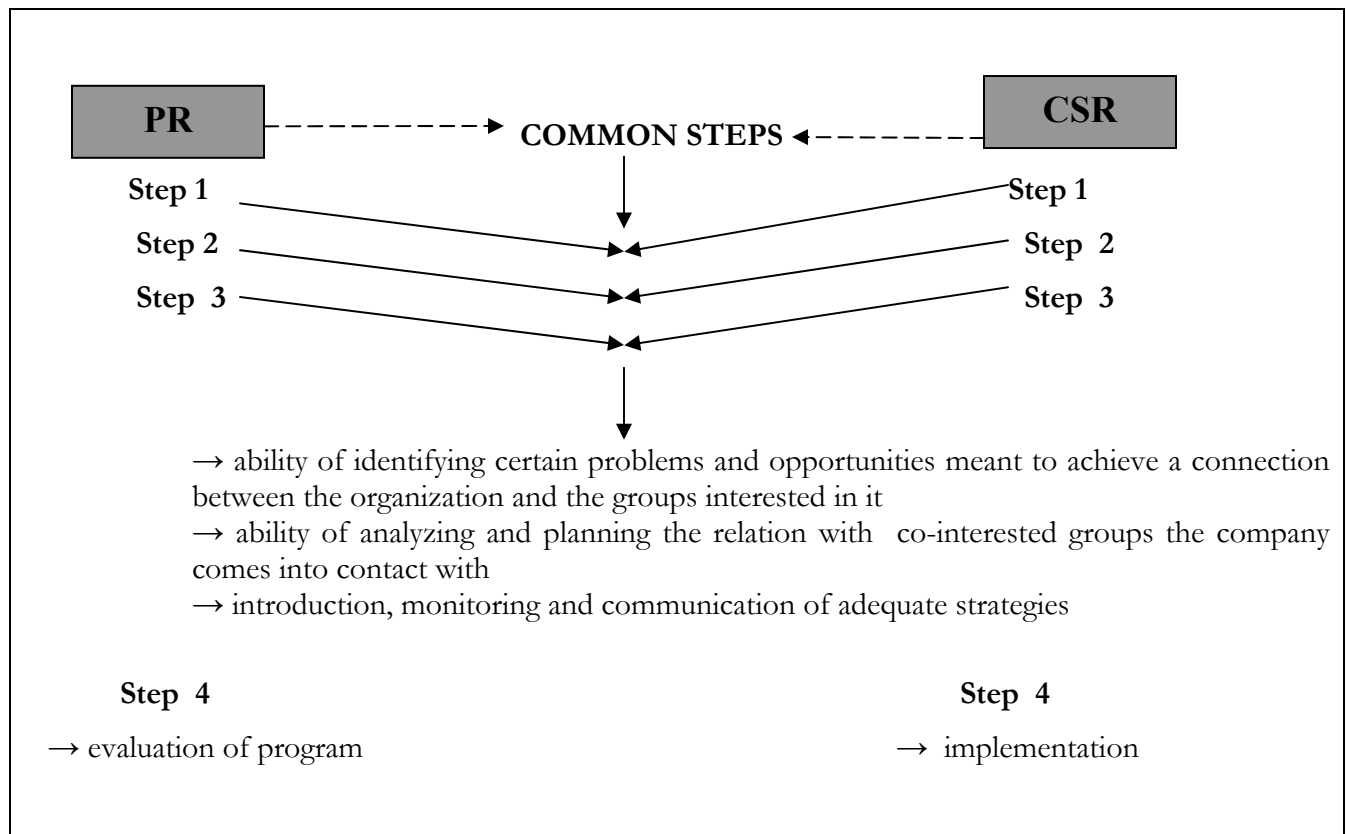 PR
CSR
COMMON STEPS
Step 1
Step 1
Step 2
Step 2
Step 3
Step 3
→ ability of identifying certain problems and opportunities meant to achieve a connection
between the organization and the groups interested in it
→ ability of analyzing and planning the relation with co-interested groups the company
comes into contact with
→ introduction, monitoring and communication of adequate strategies
Step 4
Step 4
→ evaluation of program
→ implementation